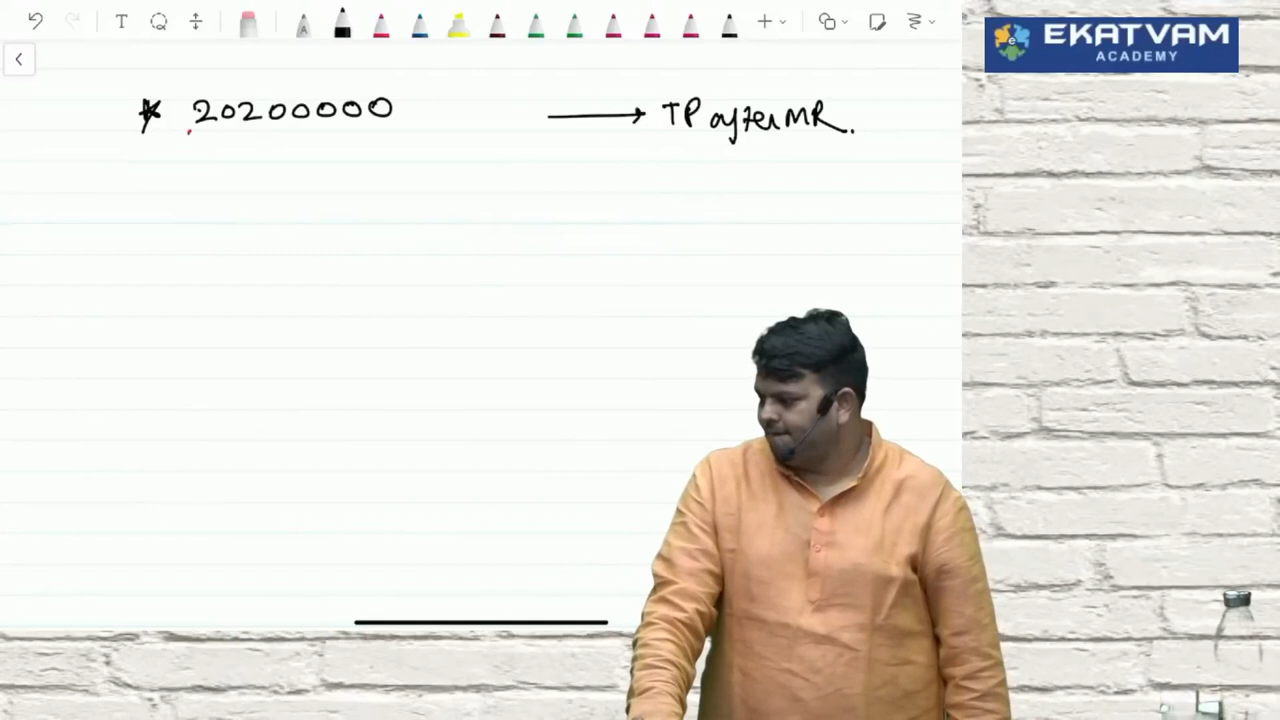 EKATVAM
ACADEMY
* 20200000 → TP after MR.